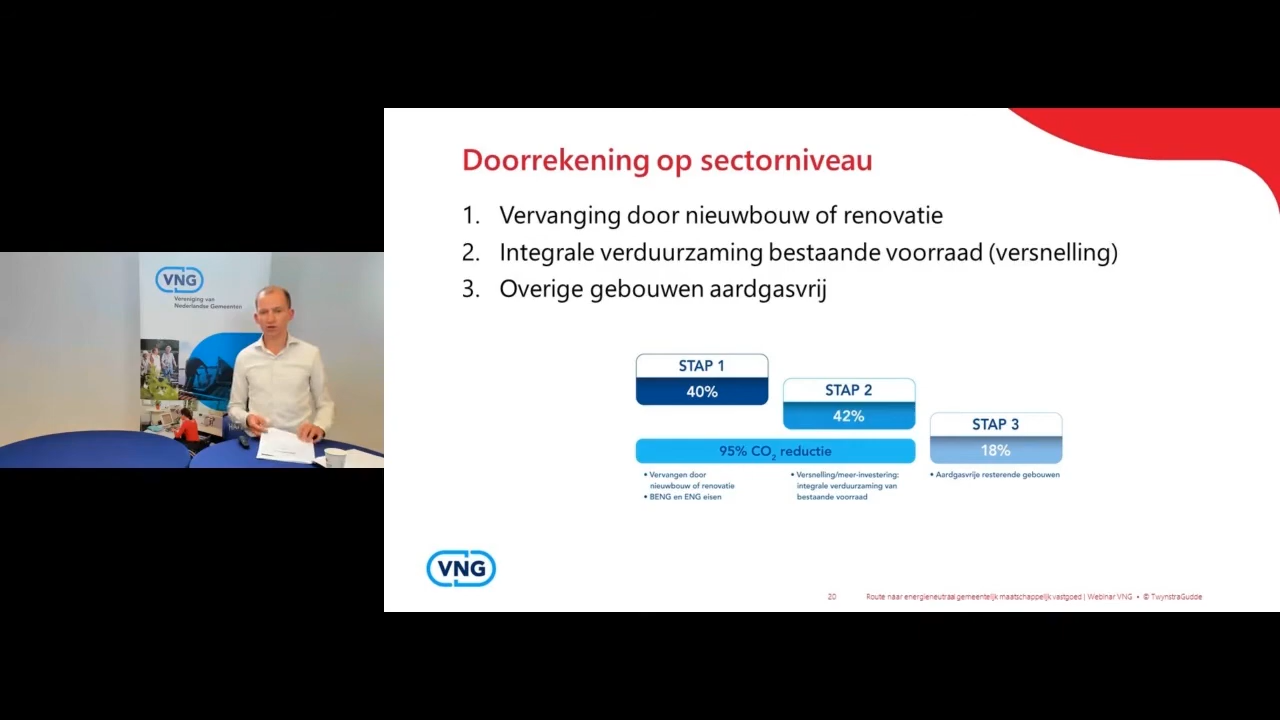 VNG
Vereniging van
Nederlandse Gemeenten
Doorrekening op sectorniveau
1. Vervanging door nieuwbouw of renovatie
2. Integrale verduurzaming bestaande voorraad (versnelling)
3. Overige gebouwen aardgasvrij
STAP 1
40%
STAP 2
42%
STAP 3
18%
95% CO2 reductie
• Vervangen door
nieuwbouw of renovatie
• BENG en ENG eisen
• Versnelling/meer-investering:
integrale verduurzaming van
bestaande voorraad
• Aardgasvrije resterende gebouwen
VNG
20 Route naar energieneutraal gemeentelijk maatschappelijk vastgoed | Webinar VNG • © TwynstraGudde